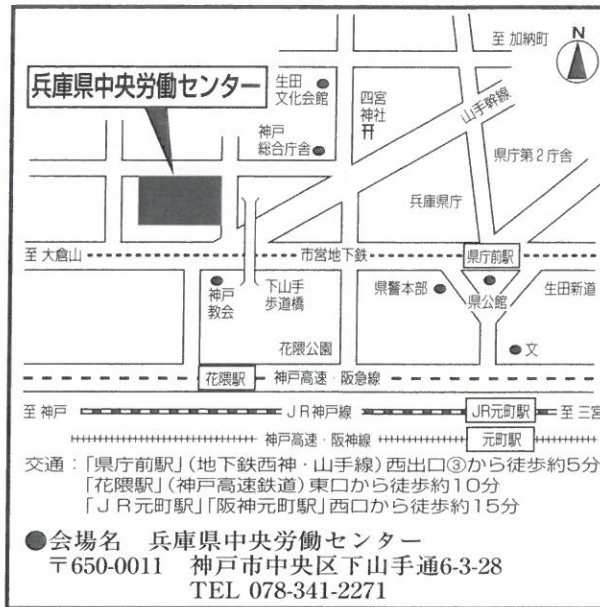 至 加納町
N
兵庫県中央労働センター
生田
文化会館
四宮
神社
山手幹線
神戸
総合庁舎
県庁第2庁舎
兵庫県庁
至 大倉山
市営地下鉄
県庁前駅
神戸
教会
下山手
歩道橋
県警本部
県公館
生田新道
花隈公園
文
花隈駅
神戸高速・阪急線
至 神戸
JR神戸線
JR元町駅
至 三宮
神戸高速・阪神線
元町駅
交通：「県庁前駅」(地下鉄西神・山手線) 西出口③から徒歩約5分
「花隈駅」(神戸高速鉄道) 東口から徒歩約10分
「JR元町駅」「阪神元町駅」西口から徒歩約15分
●会場名　兵庫県中央労働センター
〒650-0011　神戸市中央区下山手通6-3-28
TEL 078-341-2271